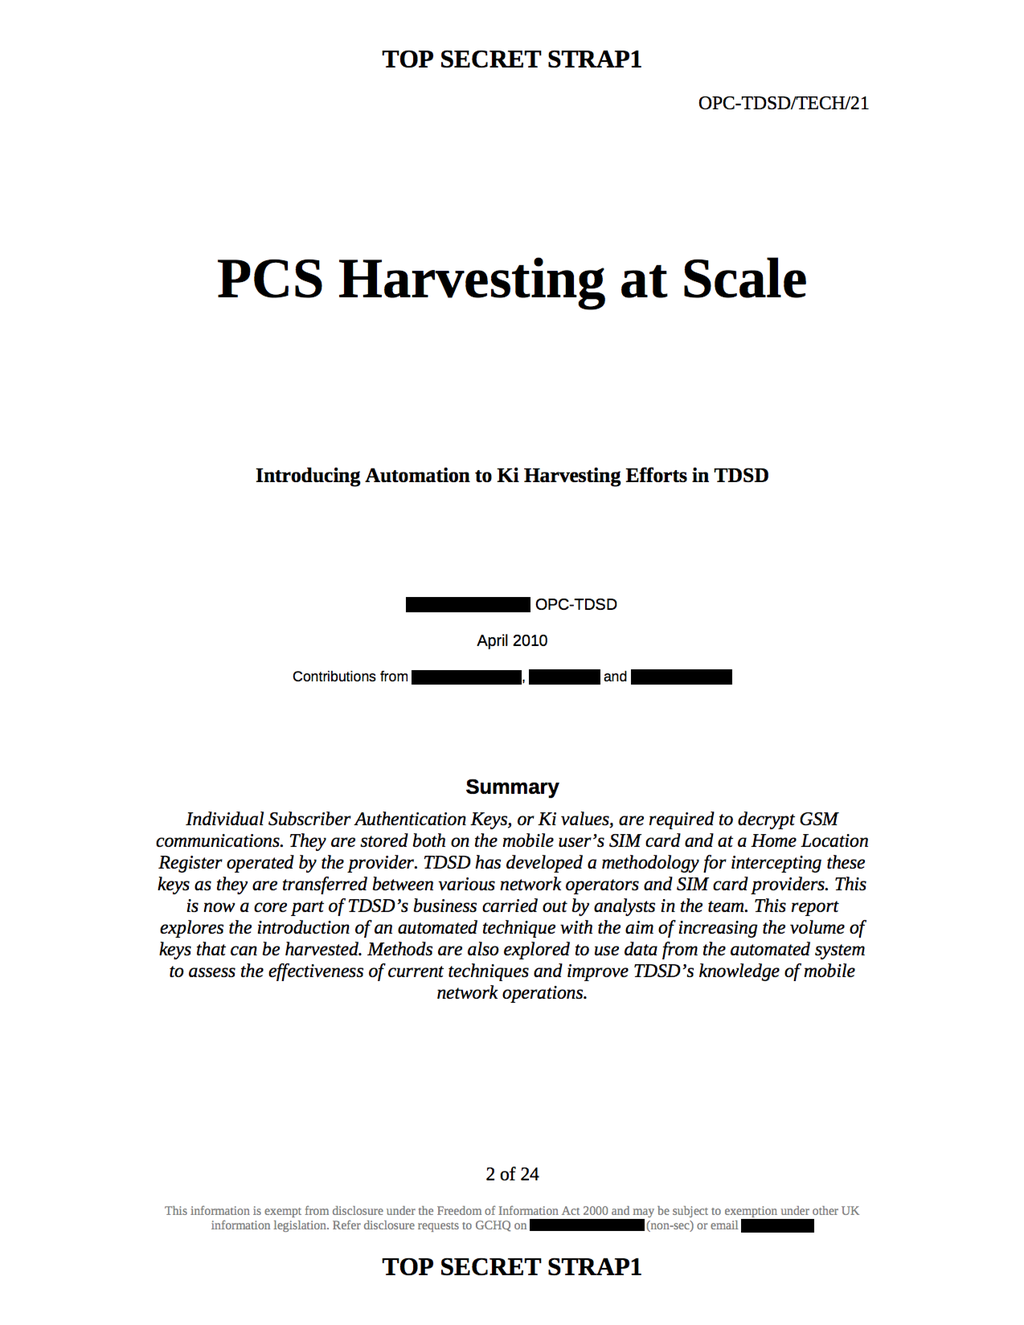 TOP SECRET STRAP1
OPC-TDSD/TECH/21
PCS Harvesting at Scale
Introducing Automation to Ki Harvesting Efforts in TDSD
OPC-TDSD
April 2010
Contributions from , and
Summary
Individual Subscriber Authentication Keys, or Ki values, are required to decrypt GSM
communications. They are stored both on the mobile user's SIM card and at a Home Location
Register operated by the provider. TDSD has developed a methodology for intercepting these
keys as they are transferred between various network operators and SIM card providers. This
is now a core part of TDSD's business carried out by analysts in the team. This report
explores the introduction of an automated technique with the aim of increasing the volume of
keys that can be harvested. Methods are also explored to use data from the automated system
to assess the effectiveness of current techniques and improve TDSD's knowledge of mobile
network operations.
2 of 24
This information is exempt from disclosure under the Freedom of Information Act 2000 and may be subject to exemption under other UK
information legislation. Refer disclosure requests to GCHQ on (non-sec) or email
TOP SECRET STRAP1